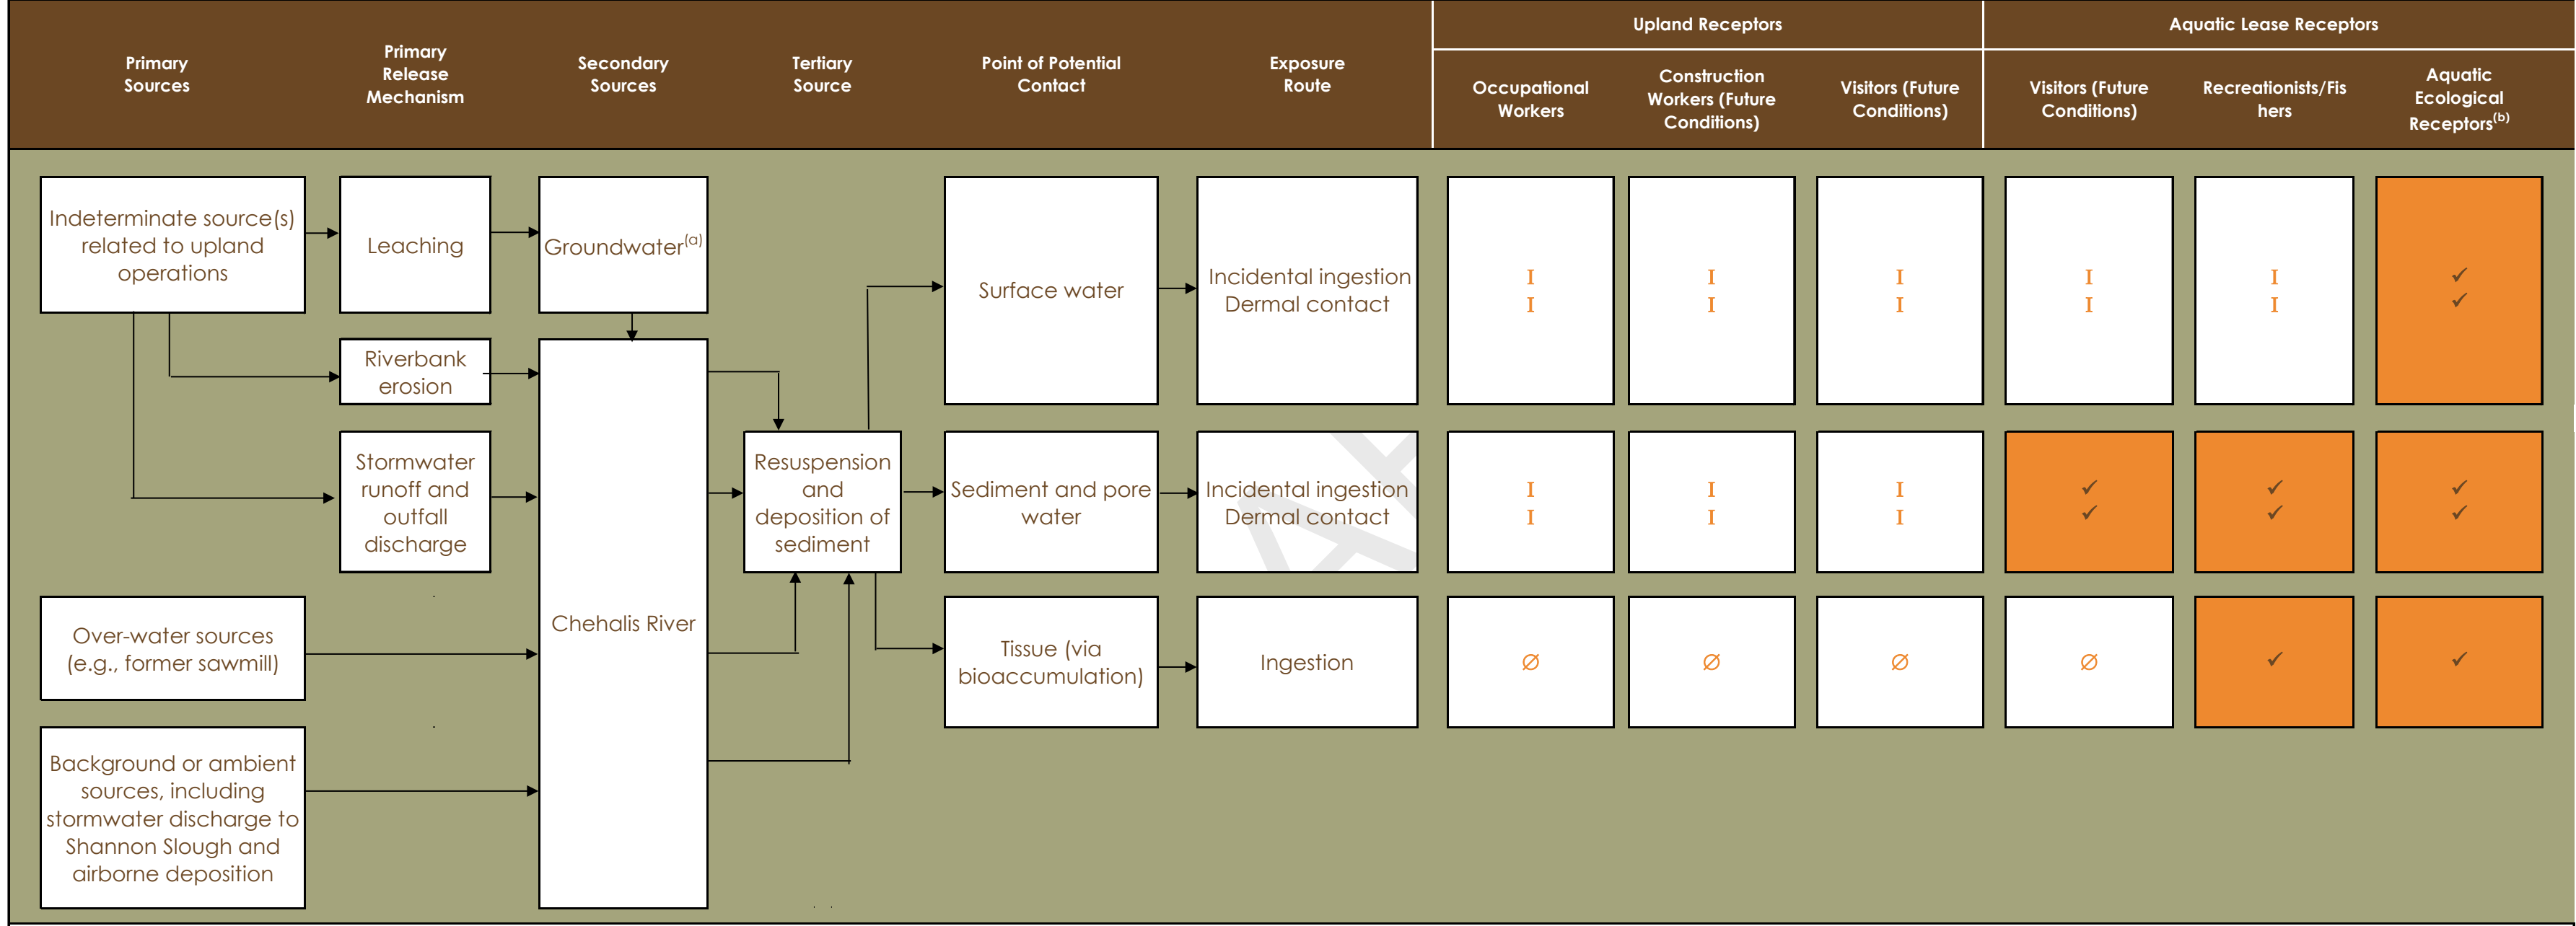 Upland Receptors
Aquatic Lease Receptors
Primary
Sources
Primary
Release
Mechanism
Secondary
Sources
Tertiary
Source
Point of Potential
Contact
Exposure
Route
Occupational
Workers
Construction
Workers (Future
Conditions)
Visitors (Future
Conditions)
Visitors (Future
Conditions)
Recreationists/Fis
hers
Aquatic
Ecological
Receptors(b)
Indeterminate source(s)
related to upland
operations
Leaching
Groundwater(a)
Surface water
Incidental ingestion
Dermal contact
I
I
I
I
I
I
I
I
I
I
✓
✓
Riverbank
erosion
Stormwater
runoff and
outfall
discharge
Chehalis River
Resuspension
and
deposition of
sediment
Sediment and pore
water
Incidental ingestion
Dermal contact
I
I
I
I
I
I
✓
✓
✓
✓
✓
✓
Over-water sources
(e.g., former sawmill)
Tissue (via
bioaccumulation)
Ingestion
∅
∅
∅
∅
✓
✓
Background or ambient
sources, including
stormwater discharge to
Shannon Slough and
airborne deposition